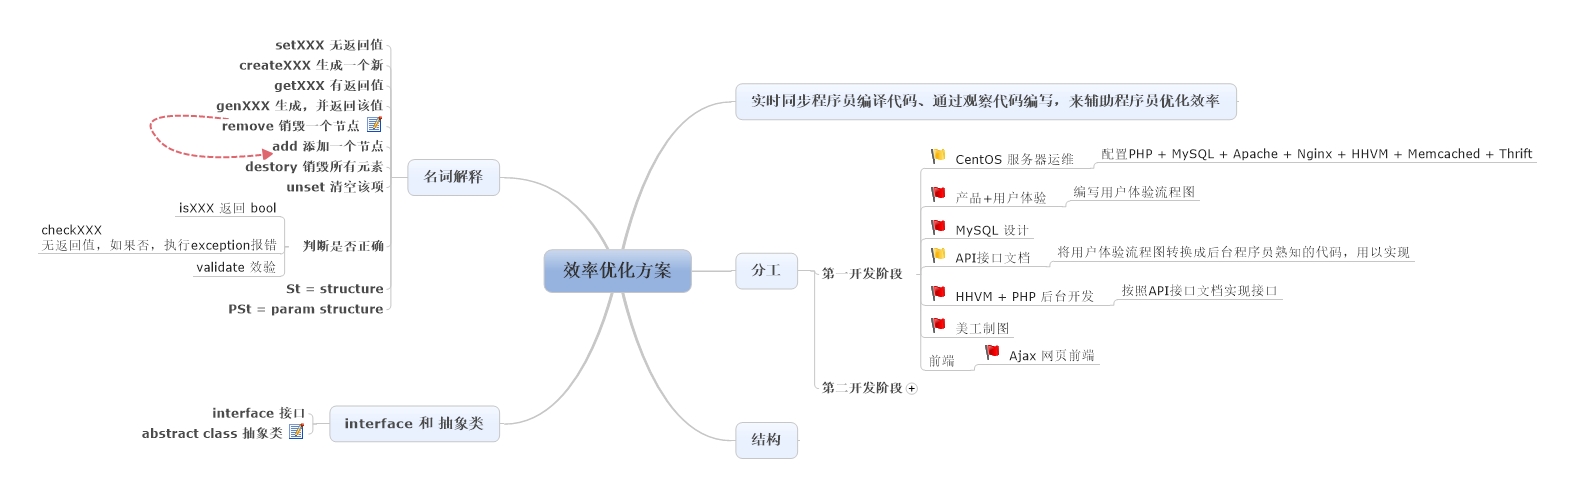 setXXX 无返回值
createXXX 生成一个新
getXXX 有返回值
genXXX 生成，并返回该值
remove 销毁一个节点
add 添加一个节点
destory 销毁所有元素
unset 清空该项
isXXX 返回 bool
checkXXX
无返回值，如果否，执行exception报错
validate 效验
判断是否正确
St = structure
PSt = param structure
名词解释
interface 接口
abstract class 抽象类
interface 和 抽象类
效率优化方案
实时同步程序员编译代码、通过观察代码编写，来辅助程序员优化效率
分工
第一开发阶段
CentOS 服务器运维
配置PHP + MySQL + Apache + Nginx + HHVM + Memcached + Thrift
产品+用户体验
编写用户体验流程图
MySQL 设计
API接口文档
将用户体验流程图转换成后台程序员熟知的代码，用以实现
HHVM + PHP 后台开发
按照API接口文档实现接口
美工制图
前端
Ajax 网页前端
第二开发阶段
结构